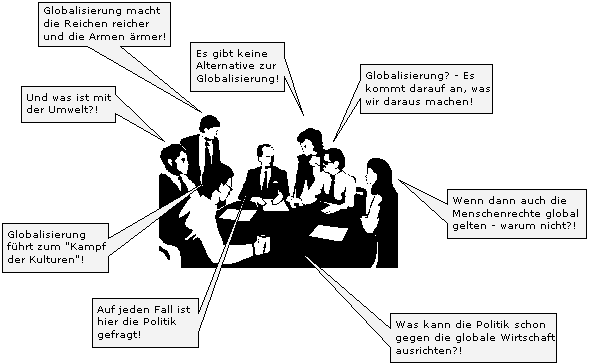 Globalisierung macht
die Reichen reicher
und die Armen ärmer!
Es gibt keine
Alternative zur
Globalisierung!
Globalisierung? - Es
kommt darauf an, was
wir daraus machen!
Und was ist mit
der Umwelt?!
Wenn dann auch die
Menschenrechte global
gelten - warum nicht?!
Globalisierung
führt zum "Kampf
der Kulturen"!
Auf jeden Fall ist
hier die Politik
gefragt!
Was kann die Politik schon
gegen die globale Wirtschaft
ausrichten?!